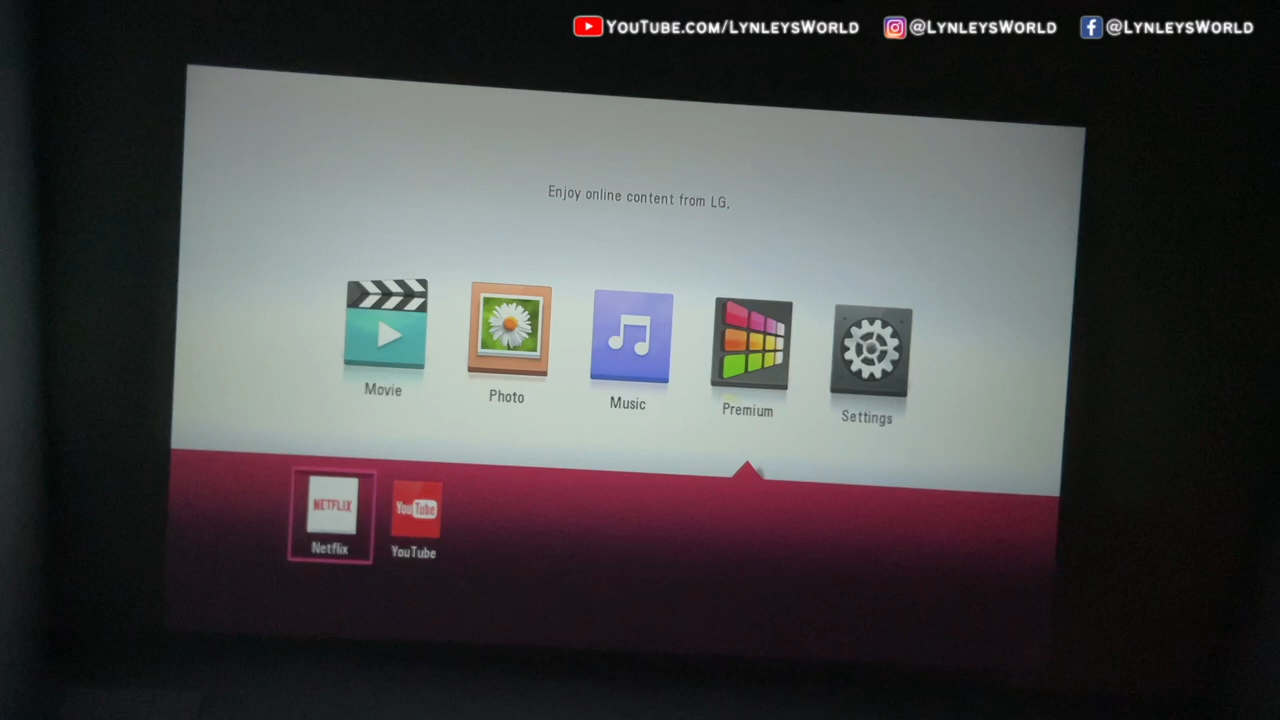 YouTube.com/LynleysWorld @LynleysWorld @LynleysWorld
Enjoy online content from LG.
Movie Photo Music Premium Settings
NETFLIX YouTube
Netflix YouTube